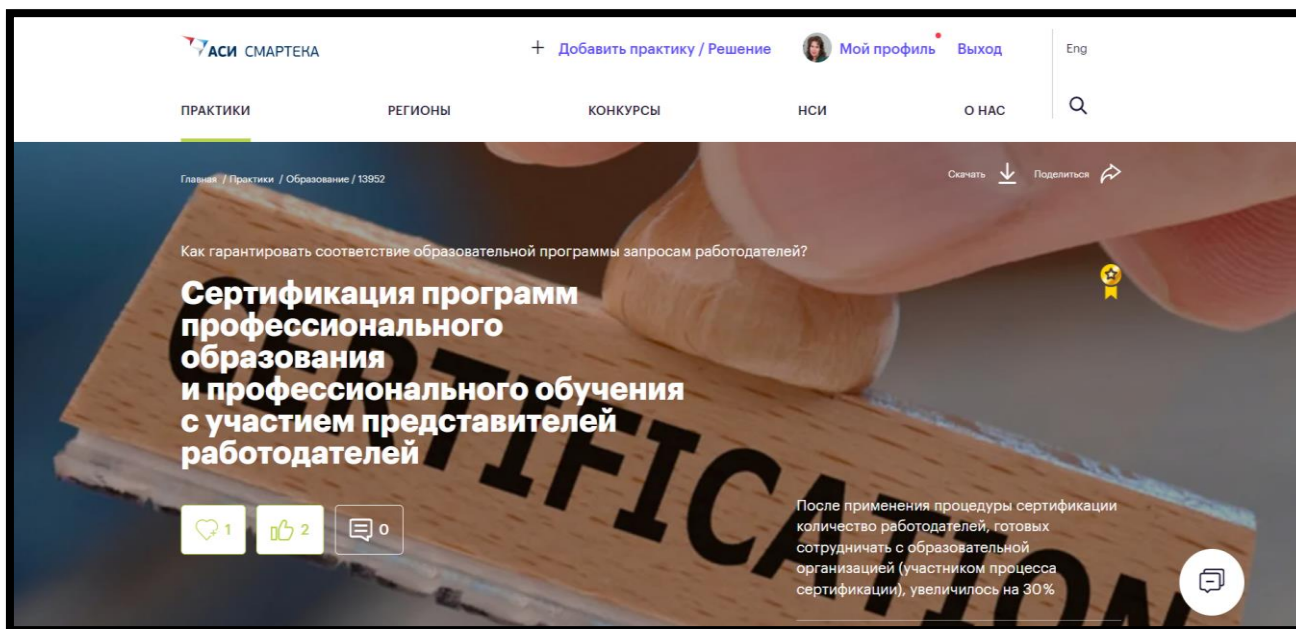 АСИ СМАРТЕКА
+ Добавить практику / Решение
Мой профиль
Выход
Eng
ПРАКТИКИ
РЕГИОНЫ
КОНКУРСЫ
НСИ
О НАС
Главная / Практики / Образование / 13952
Скачать
Поделиться
Как гарантировать соответствие образовательной программы запросам работодателей?
Сертификация программ
профессионального
образования
и профессионального обучения
с участием представителей
работодателей
CERTIFICATION
1
2
0
После применения процедуры сертификации
количество работодателей, готовых
сотрудничать с образовательной
организацией (участником процесса
сертификации), увеличилось на 30%